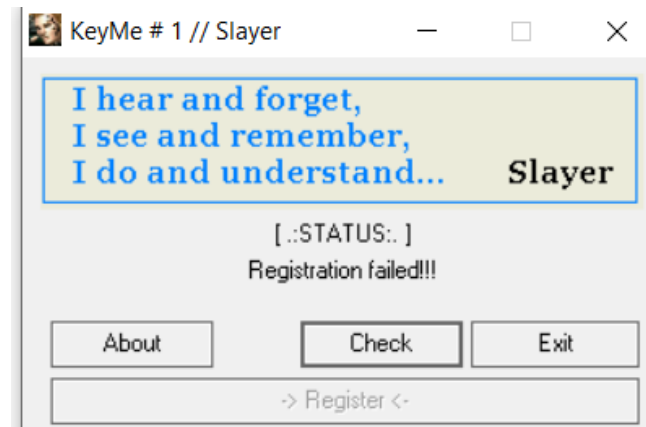 KeyMe # 1 // Slayer
I hear and forget,
I see and remember,
I do and understand... Slayer
[ .:STATUS:. ]
Registration failed!!!
About Check Exit
-> Register <-